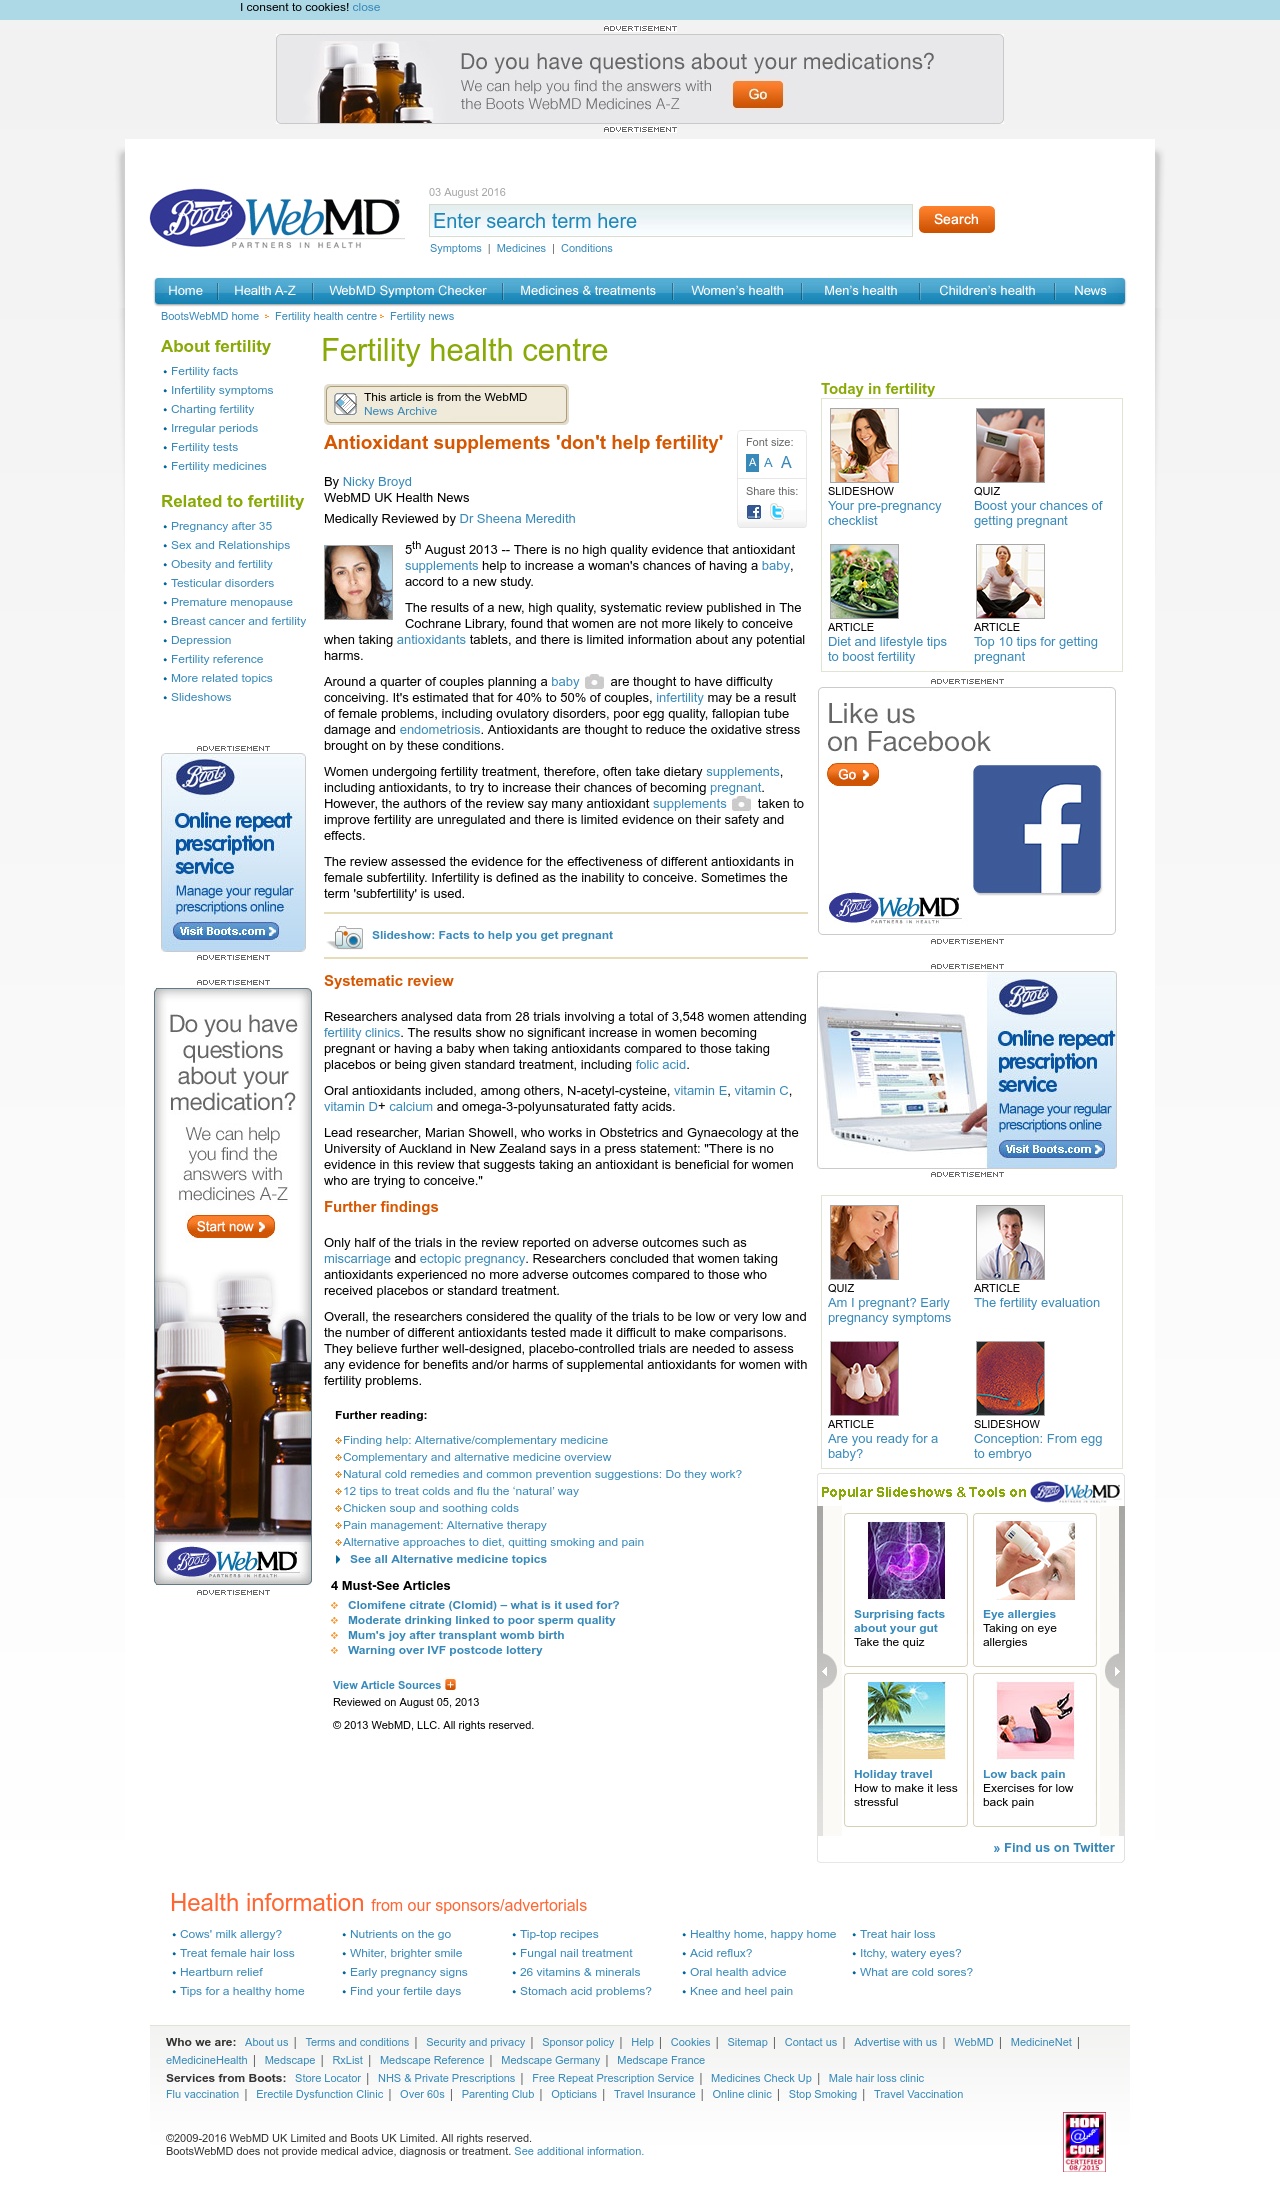 I consent to cookies! close
ADVERTISEMENT
Do you have questions about your medications?
We can help you find the answers with
the Boots WebMD Medicines A-Z
Go
ADVERTISEMENT
Boots WebMD
PARTNERS IN HEALTH
03 August 2016
Enter search term here
Search
Symptoms | Medicines | Conditions
Home Health A-Z WebMD Symptom Checker Medicines & treatments Women's health Men's health Children's health News
BootsWebMD home Fertility health centre Fertility news
About fertility
• Fertility facts
• Infertility symptoms
• Charting fertility
• Irregular periods
• Fertility tests
• Fertility medicines
Related to fertility
• Pregnancy after 35
• Sex and Relationships
• Obesity and fertility
• Testicular disorders
• Premature menopause
• Breast cancer and fertility
• Depression
• Fertility reference
• More related topics
• Slideshows
ADVERTISEMENT
Boots
Online repeat
prescription
service
Manage your regular
prescriptions online
Visit Boots.com
ADVERTISEMENT
ADVERTISEMENT
Do you have
questions
about your
medication?
We can help
you find the
answers with
medicines A-Z
Start now
Boots WebMD
PARTNERS IN HEALTH
ADVERTISEMENT
Fertility health centre
This article is from the WebMD
News Archive
Antioxidant supplements 'don't help fertility'
Font size:
A A A
Share this:
By Nicky Broyd
WebMD UK Health News
Medically Reviewed by Dr Sheena Meredith
5th August 2013 -- There is no high quality evidence that antioxidant
supplements help to increase a woman's chances of having a baby,
accord to a new study.
The results of a new, high quality, systematic review published in The
Cochrane Library, found that women are not more likely to conceive
when taking antioxidants tablets, and there is limited information about any potential
harms.
Around a quarter of couples planning a baby are thought to have difficulty
conceiving. It's estimated that for 40% to 50% of couples, infertility may be a result
of female problems, including ovulatory disorders, poor egg quality, fallopian tube
damage and endometriosis. Antioxidants are thought to reduce the oxidative stress
brought on by these conditions.
Women undergoing fertility treatment, therefore, often take dietary supplements,
including antioxidants, to try to increase their chances of becoming pregnant.
However, the authors of the review say many antioxidant supplements taken to
improve fertility are unregulated and there is limited evidence on their safety and
effects.
The review assessed the evidence for the effectiveness of different antioxidants in
female subfertility. Infertility is defined as the inability to conceive. Sometimes the
term 'subfertility' is used.
Slideshow: Facts to help you get pregnant
Systematic review
Researchers analysed data from 28 trials involving a total of 3,548 women attending
fertility clinics. The results show no significant increase in women becoming
pregnant or having a baby when taking antioxidants compared to those taking
placebos or being given standard treatment, including folic acid.
Oral antioxidants included, among others, N-acetyl-cysteine, vitamin E, vitamin C,
vitamin D+ calcium and omega-3-polyunsaturated fatty acids.
Lead researcher, Marian Showell, who works in Obstetrics and Gynaecology at the
University of Auckland in New Zealand says in a press statement: "There is no
evidence in this review that suggests taking an antioxidant is beneficial for women
who are trying to conceive."
Further findings
Only half of the trials in the review reported on adverse outcomes such as
miscarriage and ectopic pregnancy. Researchers concluded that women taking
antioxidants experienced no more adverse outcomes compared to those who
received placebos or standard treatment.
Overall, the researchers considered the quality of the trials to be low or very low and
the number of different antioxidants tested made it difficult to make comparisons.
They believe further well-designed, placebo-controlled trials are needed to assess
any evidence for benefits and/or harms of supplemental antioxidants for women with
fertility problems.
Further reading:
Finding help: Alternative/complementary medicine
Complementary and alternative medicine overview
Natural cold remedies and common prevention suggestions: Do they work?
12 tips to treat colds and flu the 'natural' way
Chicken soup and soothing colds
Pain management: Alternative therapy
Alternative approaches to diet, quitting smoking and pain
See all Alternative medicine topics
4 Must-See Articles
Clomifene citrate (Clomid) – what is it used for?
Moderate drinking linked to poor sperm quality
Mum's joy after transplant womb birth
Warning over IVF postcode lottery
View Article Sources
Reviewed on August 05, 2013
© 2013 WebMD, LLC. All rights reserved.
Today in fertility
SLIDESHOW
Your pre-pregnancy
checklist
QUIZ
Boost your chances of
getting pregnant
ARTICLE
Diet and lifestyle tips
to boost fertility
ARTICLE
Top 10 tips for getting
pregnant
ADVERTISEMENT
Like us
on Facebook
Go
Boots WebMD
PARTNERS IN HEALTH
ADVERTISEMENT
ADVERTISEMENT
Boots
Online repeat
prescription
service
Manage your regular
prescriptions online
Visit Boots.com
ADVERTISEMENT
QUIZ
Am I pregnant? Early
pregnancy symptoms
ARTICLE
The fertility evaluation
ARTICLE
Are you ready for a
baby?
SLIDESHOW
Conception: From egg
to embryo
Popular Slideshows & Tools on Boots WebMD
Surprising facts
about your gut
Take the quiz
Eye allergies
Taking on eye
allergies
Holiday travel
How to make it less
stressful
Low back pain
Exercises for low
back pain
» Find us on Twitter
Health information from our sponsors/advertorials
• Cows' milk allergy? • Nutrients on the go • Tip-top recipes • Healthy home, happy home • Treat hair loss
• Treat female hair loss • Whiter, brighter smile • Fungal nail treatment • Acid reflux? • Itchy, watery eyes?
• Heartburn relief • Early pregnancy signs • 26 vitamins & minerals • Oral health advice • What are cold sores?
• Tips for a healthy home • Find your fertile days • Stomach acid problems? • Knee and heel pain
Who we are: About us | Terms and conditions | Security and privacy | Sponsor policy | Help | Cookies | Sitemap | Contact us | Advertise with us | WebMD | MedicineNet |
eMedicineHealth | Medscape | RxList | Medscape Reference | Medscape Germany | Medscape France
Services from Boots: Store Locator | NHS & Private Prescriptions | Free Repeat Prescription Service | Medicines Check Up | Male hair loss clinic
Flu vaccination | Erectile Dysfunction Clinic | Over 60s | Parenting Club | Opticians | Travel Insurance | Online clinic | Stop Smoking | Travel Vaccination
©2009-2016 WebMD UK Limited and Boots UK Limited. All rights reserved.
BootsWebMD does not provide medical advice, diagnosis or treatment. See additional information.
HON
CODE
CERTIFIED
08/2015